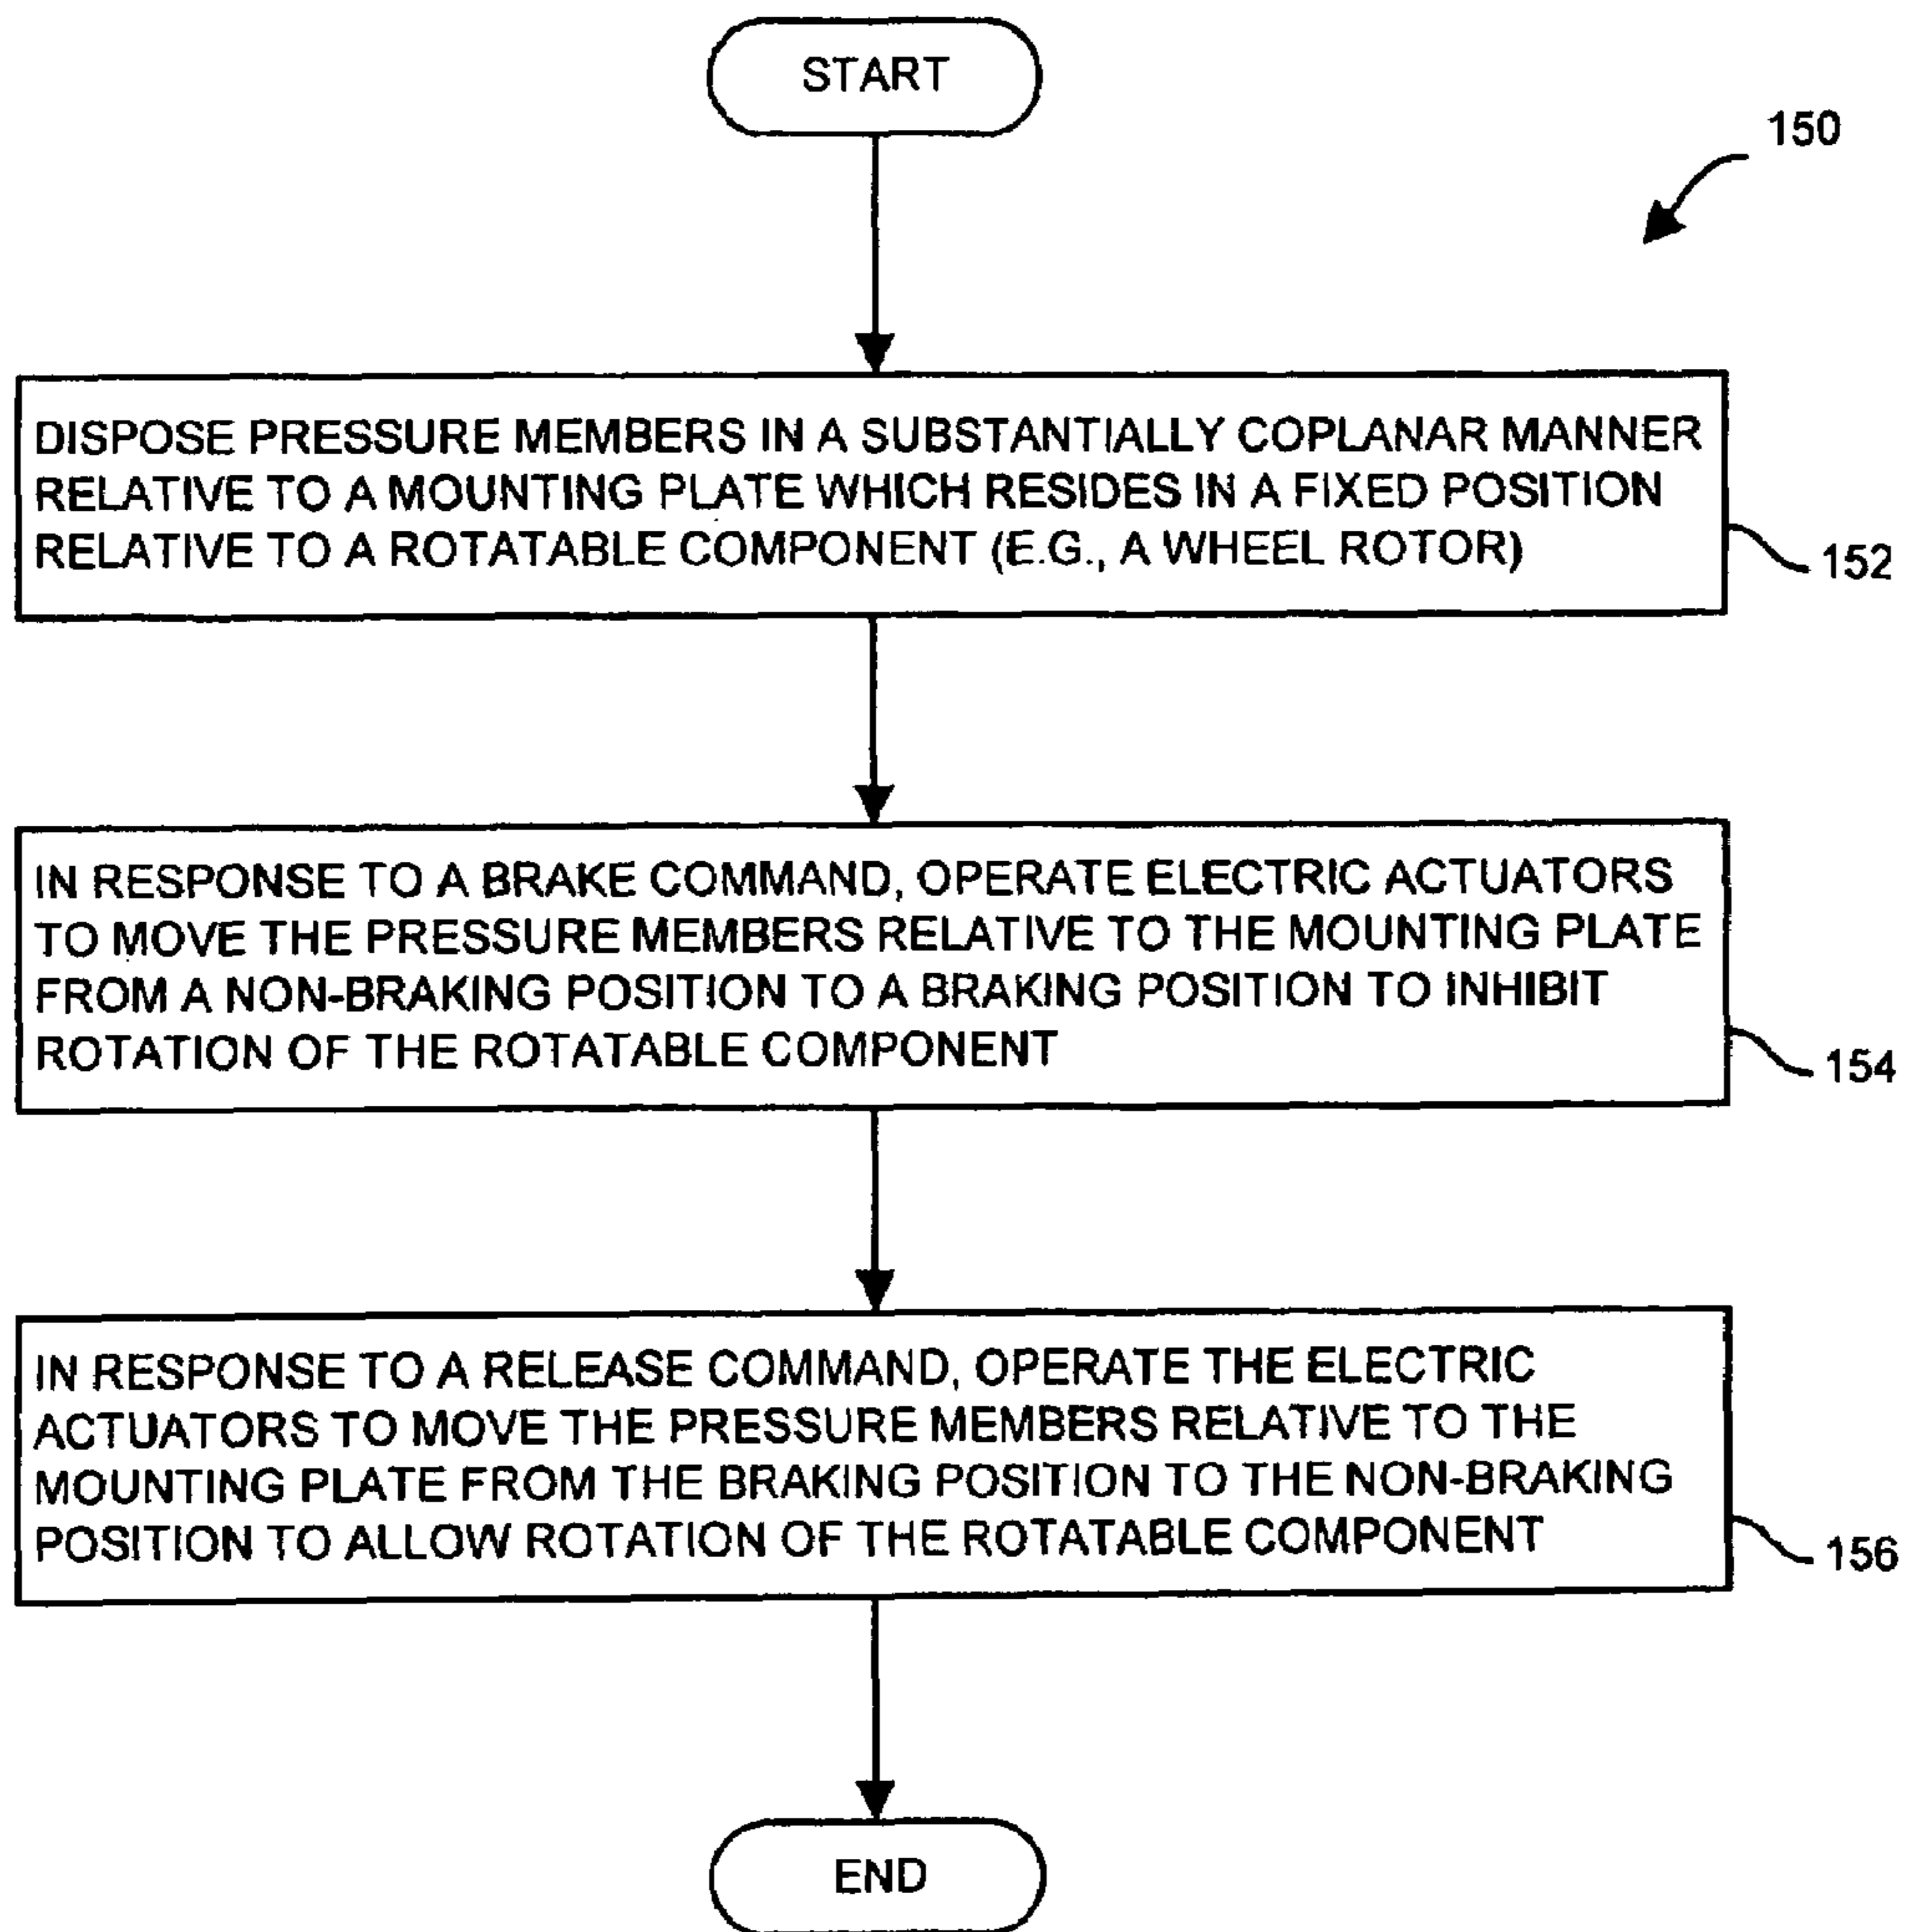 START
150
DISPOSE PRESSURE MEMBERS IN A SUBSTANTIALLY COPLANAR MANNER
RELATIVE TO A MOUNTING PLATE WHICH RESIDES IN A FIXED POSITION
RELATIVE TO A ROTATABLE COMPONENT (E.G., A WHEEL ROTOR)
152
IN RESPONSE TO A BRAKE COMMAND, OPERATE ELECTRIC ACTUATORS
TO MOVE THE PRESSURE MEMBERS RELATIVE TO THE MOUNTING PLATE
FROM A NON-BRAKING POSITION TO A BRAKING POSITION TO INHIBIT
ROTATION OF THE ROTATABLE COMPONENT
154
IN RESPONSE TO A RELEASE COMMAND, OPERATE THE ELECTRIC
ACTUATORS TO MOVE THE PRESSURE MEMBERS RELATIVE TO THE
MOUNTING PLATE FROM THE BRAKING POSITION TO THE NON-BRAKING
POSITION TO ALLOW ROTATION OF THE ROTATABLE COMPONENT
156
END